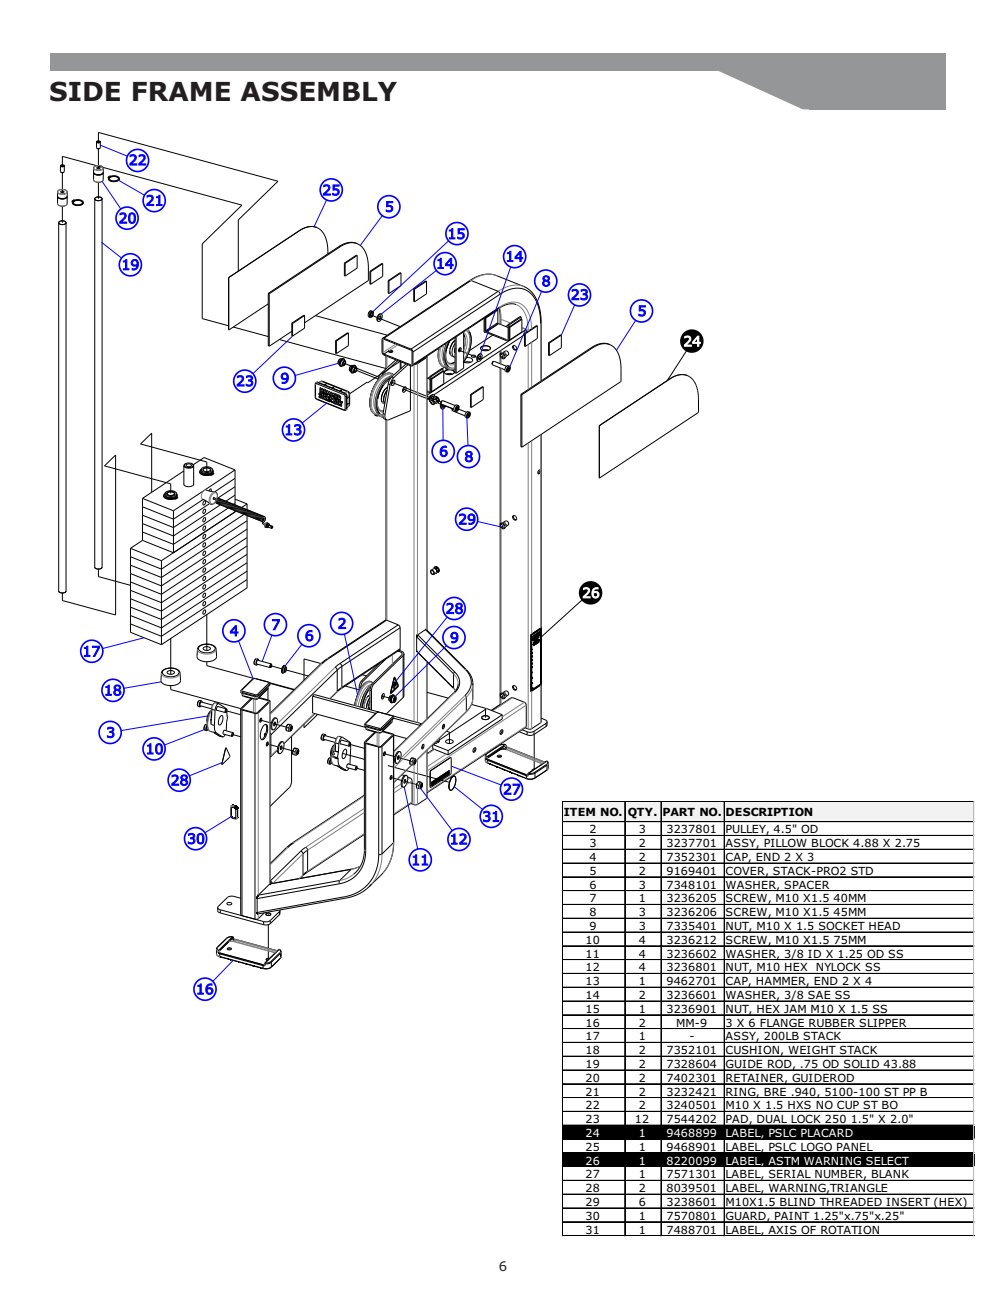 SIDE FRAME ASSEMBLY
22
21
20
19
25
5
15
14
14
8
23
5
24
23
9
13
6
8
29
26
17
18
4
7
6
2
28
9
3
10
28
30
27
31
12
11
16
ITEM NO. QTY. PART NO. DESCRIPTION
2 3 3237801 PULLEY, 4.5" OD
3 2 3237701 ASSY, PILLOW BLOCK 4.88 X 2.75
4 2 7352301 CAP, END 2 X 3
5 2 9169401 COVER, STACK-PRO2 STD
6 3 7348101 WASHER, SPACER
7 1 3236205 SCREW, M10 X1.5 40MM
8 3 3236206 SCREW, M10 X1.5 45MM
9 3 7335401 NUT, M10 X 1.5 SOCKET HEAD
10 4 3236212 SCREW, M10 X1.5 75MM
11 4 3236602 WASHER, 3/8 ID X 1.25 OD SS
12 4 3236801 NUT, M10 HEX NYLOCK SS
13 1 9462701 CAP, HAMMER, END 2 X 4
14 2 3236601 WASHER, 3/8 SAE SS
15 1 3236901 NUT, HEX JAM M10 X 1.5 SS
16 2 MM-9 3 X 6 FLANGE RUBBER SLIPPER
17 1 - ASSY, 200LB STACK
18 2 7352101 CUSHION, WEIGHT STACK
19 2 7328604 GUIDE ROD, .75 OD SOLID 43.88
20 2 7402301 RETAINER, GUIDEROD
21 2 3232421 RING, BRE .940, 5100-100 ST PP B
22 2 3240501 M10 X 1.5 HXS NO CUP ST BO
23 12 7544202 PAD, DUAL LOCK 250 1.5" X 2.0"
24 1 9468899 LABEL, PSLC PLACARD
25 1 9468901 LABEL, PSLC LOGO PANEL
26 1 8220099 LABEL, ASTM WARNING SELECT
27 1 7571301 LABEL, SERIAL NUMBER, BLANK
28 2 8039501 LABEL, WARNING,TRIANGLE
29 6 3238601 M10X1.5 BLIND THREADED INSERT (HEX)
30 1 7570801 GUARD, PAINT 1.25"x.75"x.25"
31 1 7488701 LABEL, AXIS OF ROTATION
6